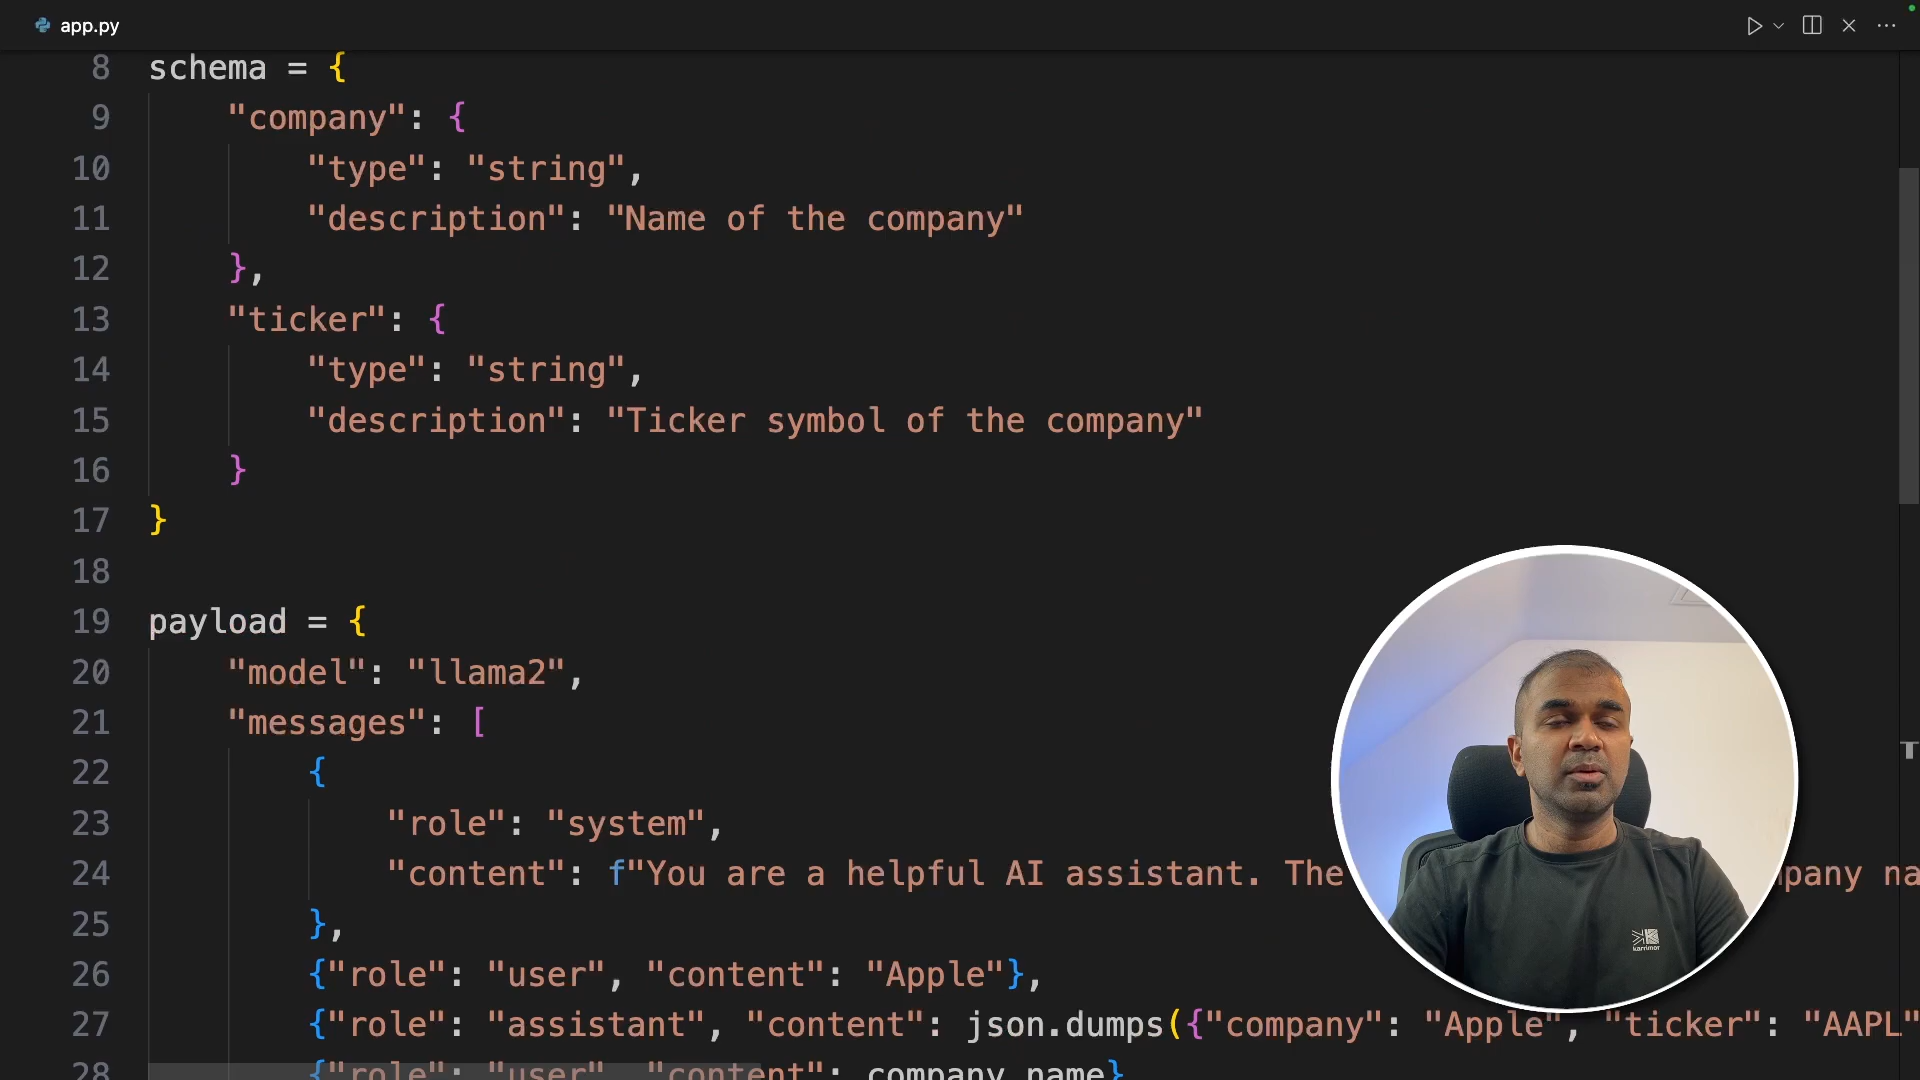 app.py
8 schema = {
9 "company": {
10 "type": "string",
11 "description": "Name of the company"
12 },
13 "ticker": {
14 "type": "string",
15 "description": "Ticker symbol of the company"
16 }
17 }
18
19 payload = {
20 "model": "llama2",
21 "messages": [
22 {
23 "role": "system",
24 "content": f"You are a helpful AI assistant. The mpany na
25 },
26 {"role": "user", "content": "Apple"},
27 {"role": "assistant", "content": json.dumps({"company": "Apple", "ticker": "AAPL"
28 {"role": "user", "content": company_name}
karrimor
T